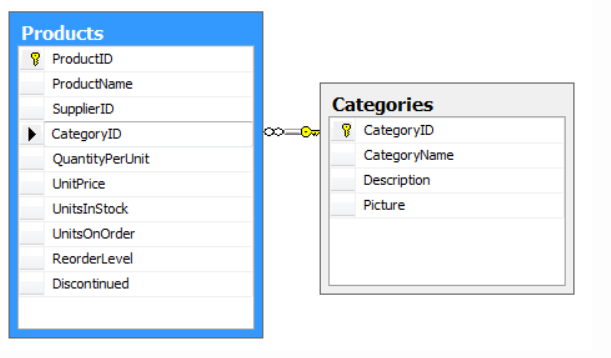 Products
ProductID
ProductName
SupplierID
CategoryID
QuantityPerUnit
UnitPrice
UnitsInStock
UnitsOnOrder
ReorderLevel
Discontinued
Categories
CategoryID
CategoryName
Description
Picture